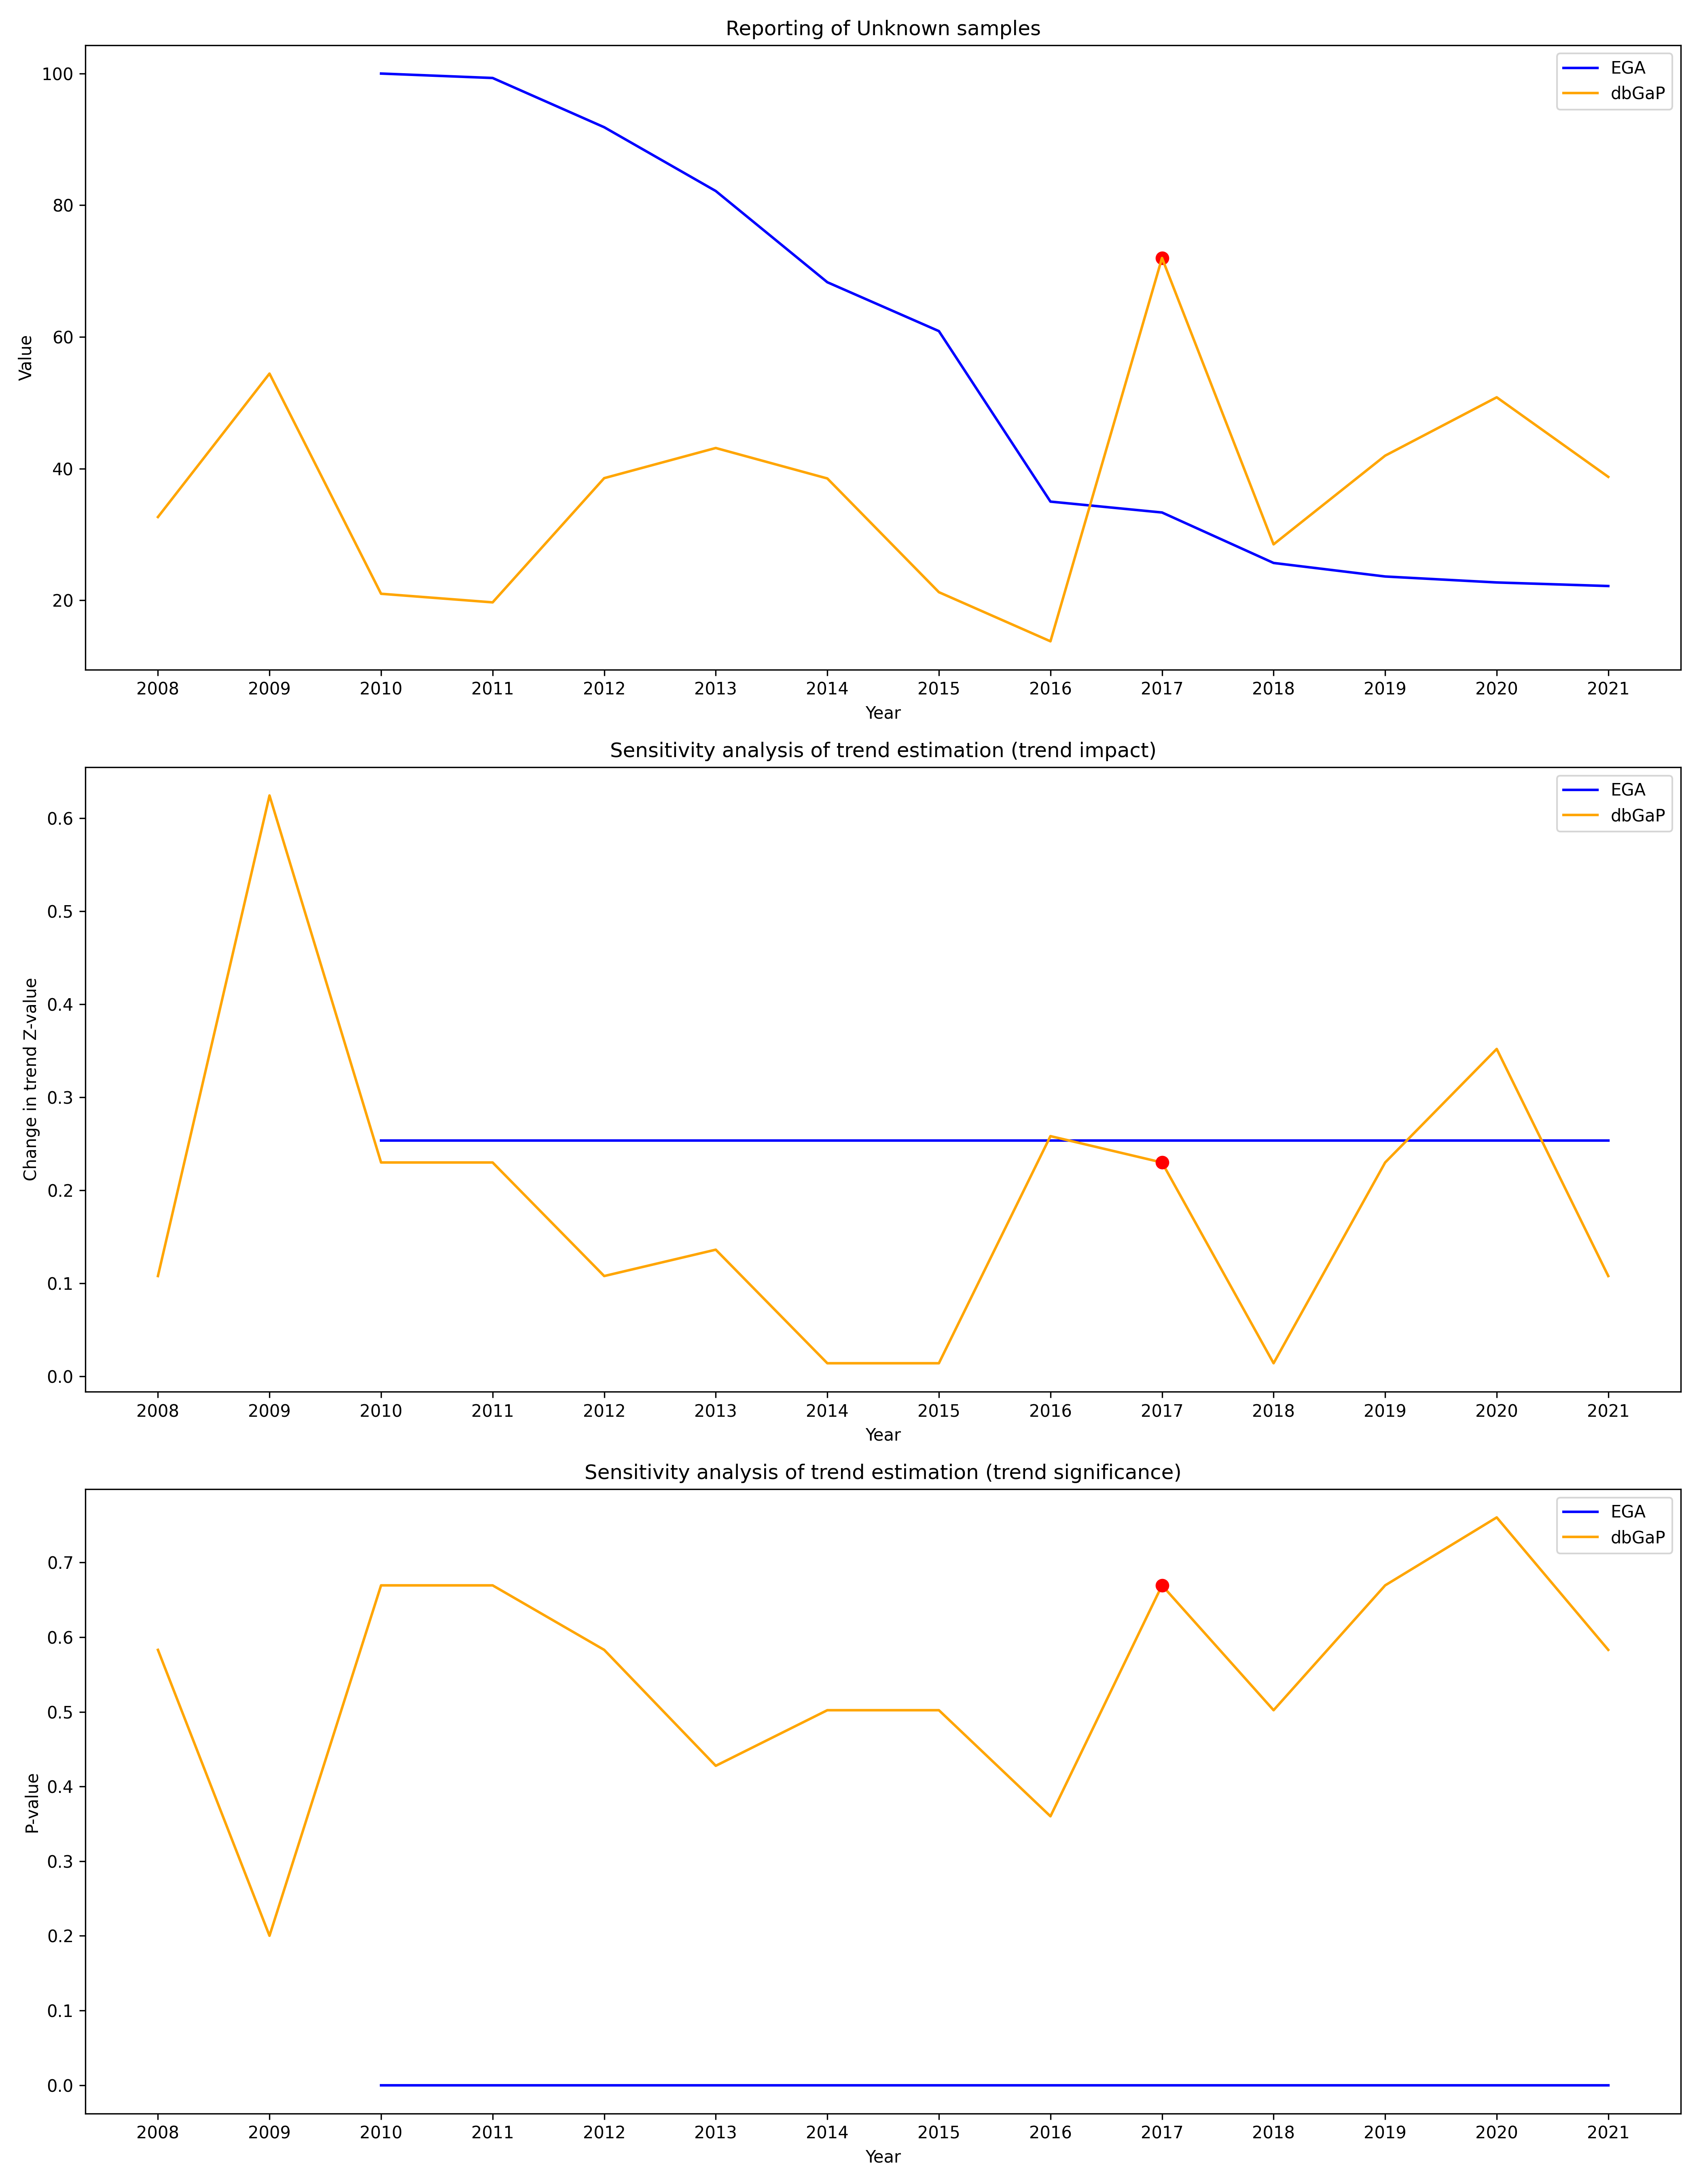 Reporting of Unknown samples
EGA
dbGaP
Value
100
80
60
40
20
2008 2009 2010 2011 2012 2013 2014 2015 2016 2017 2018 2019 2020 2021
Year
Sensitivity analysis of trend estimation (trend impact)
EGA
dbGaP
Change in trend Z-value
0.6
0.5
0.4
0.3
0.2
0.1
0.0
2008 2009 2010 2011 2012 2013 2014 2015 2016 2017 2018 2019 2020 2021
Year
Sensitivity analysis of trend estimation (trend significance)
EGA
dbGaP
P-value
0.7
0.6
0.5
0.4
0.3
0.2
0.1
0.0
2008 2009 2010 2011 2012 2013 2014 2015 2016 2017 2018 2019 2020 2021
Year